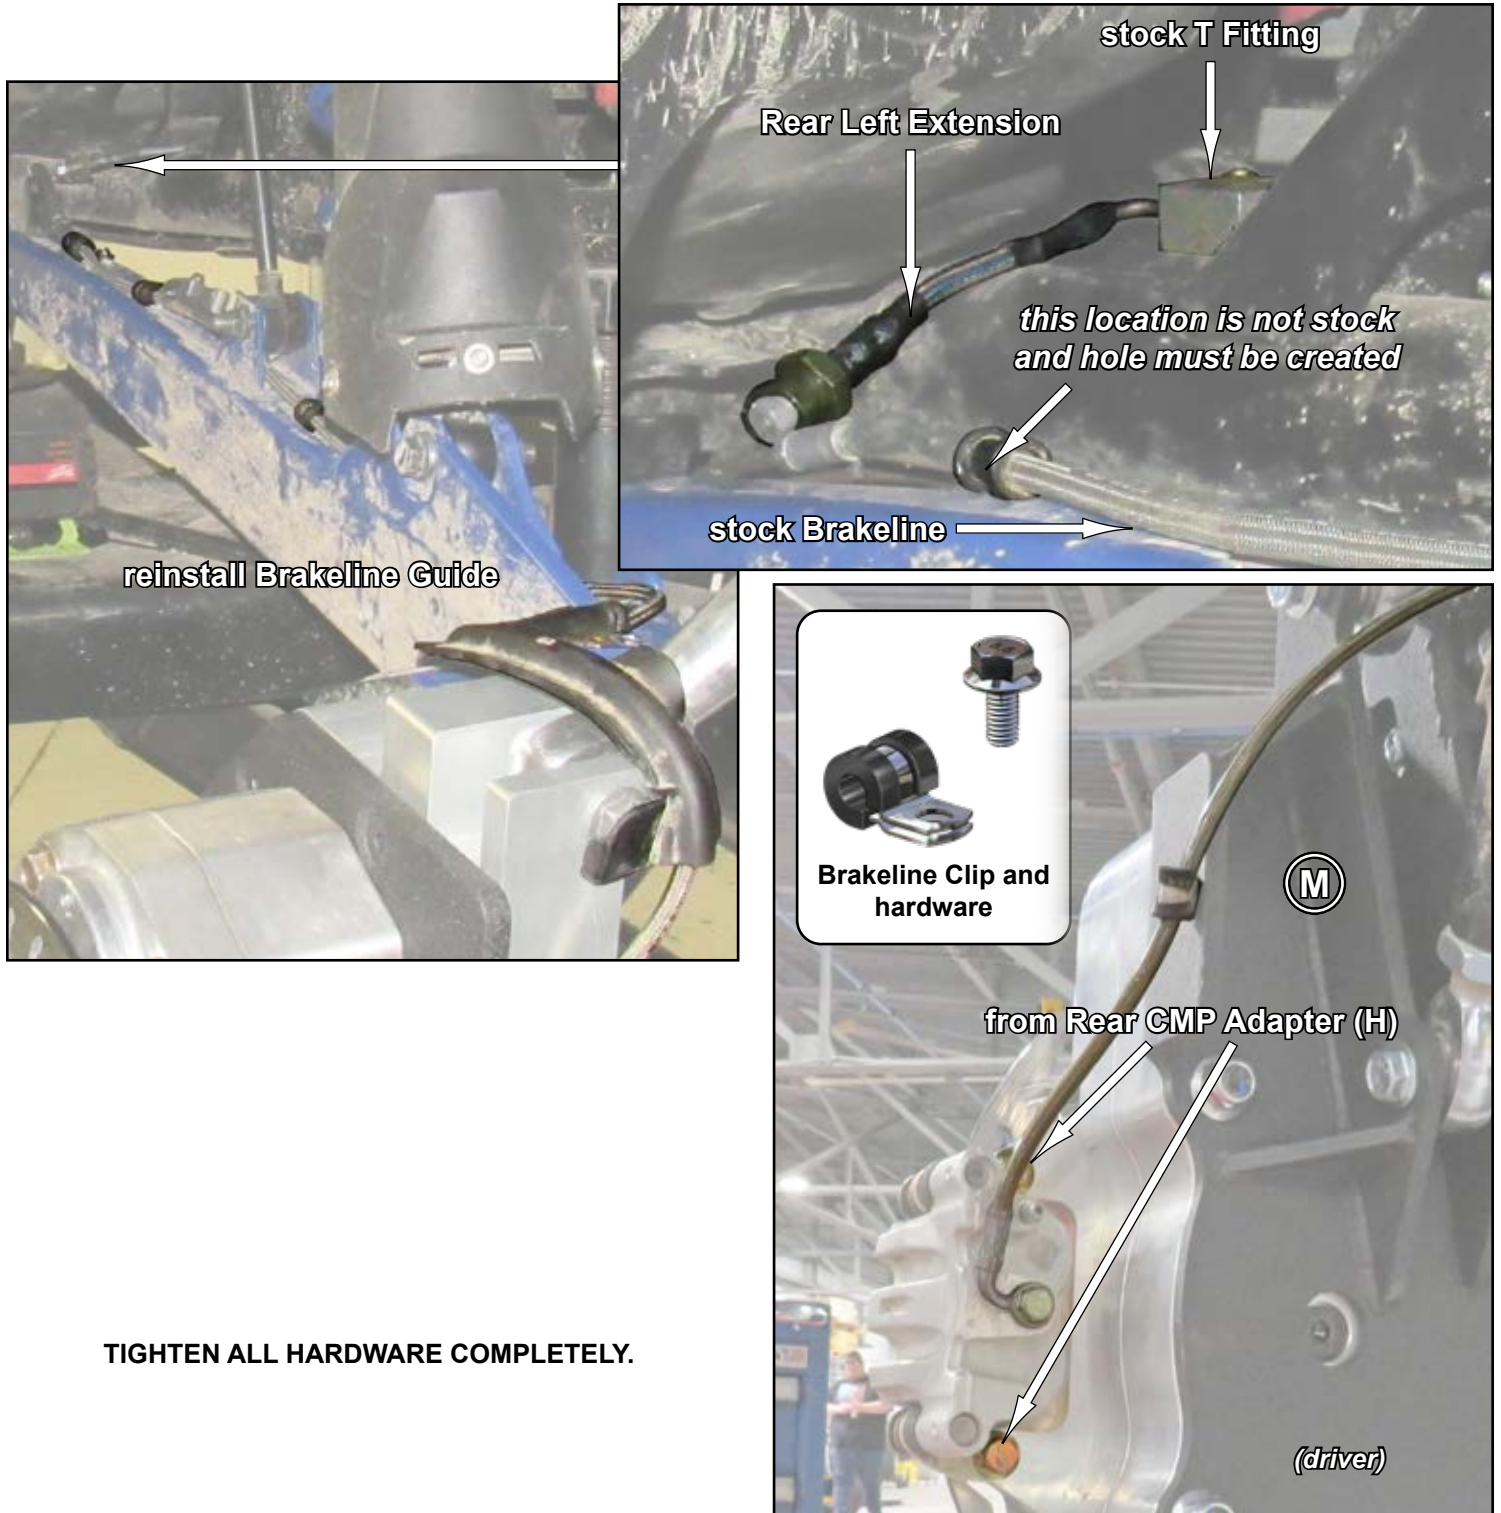 stock T Fitting
Rear Left Extension
this location is not stock
and hole must be created
stock Brakeline
reinstall Brakeline Guide
Brakeline Clip and
hardware
M
from Rear CMP Adapter (H)
TIGHTEN ALL HARDWARE COMPLETELY.
(driver)